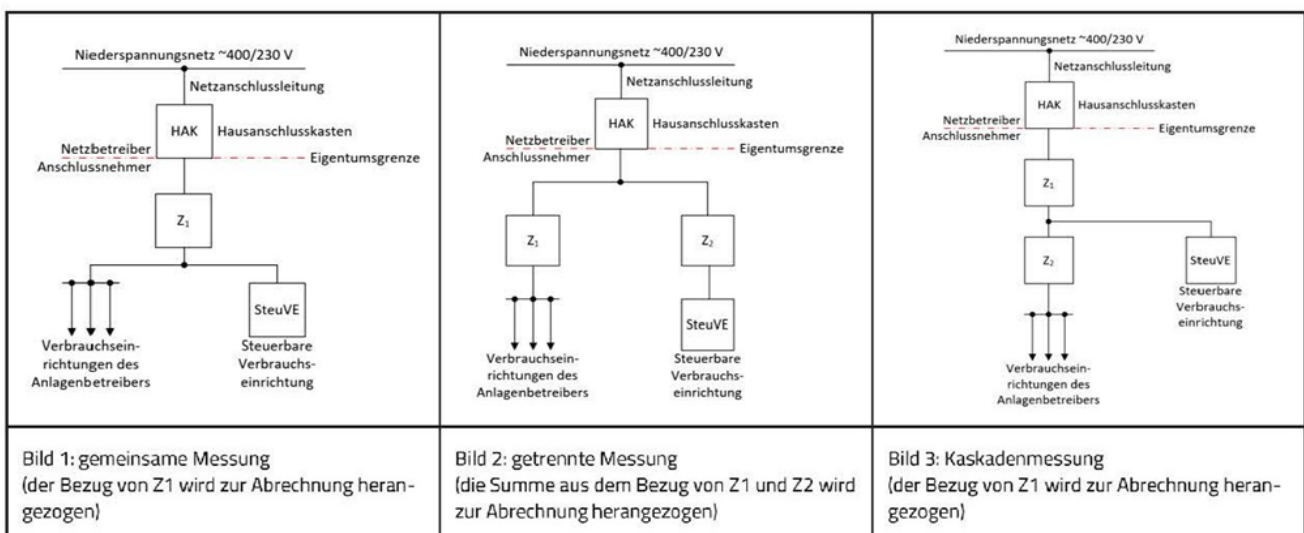 Niederspannungsnetz ~400/230 V
Netzanschlussleitung
HAK
Hausanschlusskasten
Netzbetreiber
Anschlussnehmer
Eigentumsgrenze
Z₁
SteuVE
Verbrauchsein-
richtungen des
Anlagenbetreibers
Steuerbare
Verbrauchs-
einrichtung
Bild 1: gemeinsame Messung
(der Bezug von Z1 wird zur Abrechnung heran-
gezogen)
Niederspannungsnetz ~400/230 V
Netzanschlussleitung
HAK
Hausanschlusskasten
Netzbetreiber
Anschlussnehmer
Eigentumsgrenze
Z₁
Z₂
SteuVE
Verbrauchsein-
richtungen des
Anlagenbetreibers
Steuerbare
Verbrauchs-
einrichtung
Bild 2: getrennte Messung
(die Summe aus dem Bezug von Z1 und Z2 wird
zur Abrechnung herangezogen)
Niederspannungsnetz ~400/230 V
Netzanschlussleitung
HAK
Hausanschlusskasten
Netzbetreiber
Anschlussnehmer
Eigentumsgrenze
Z₁
Z₂
SteuVE
Steuerbare
Verbrauchs-
einrichtung
Verbrauchsein-
richtungen des
Anlagenbetreibers
Bild 3: Kaskadenmessung
(der Bezug von Z1 wird zur Abrechnung heran-
gezogen)